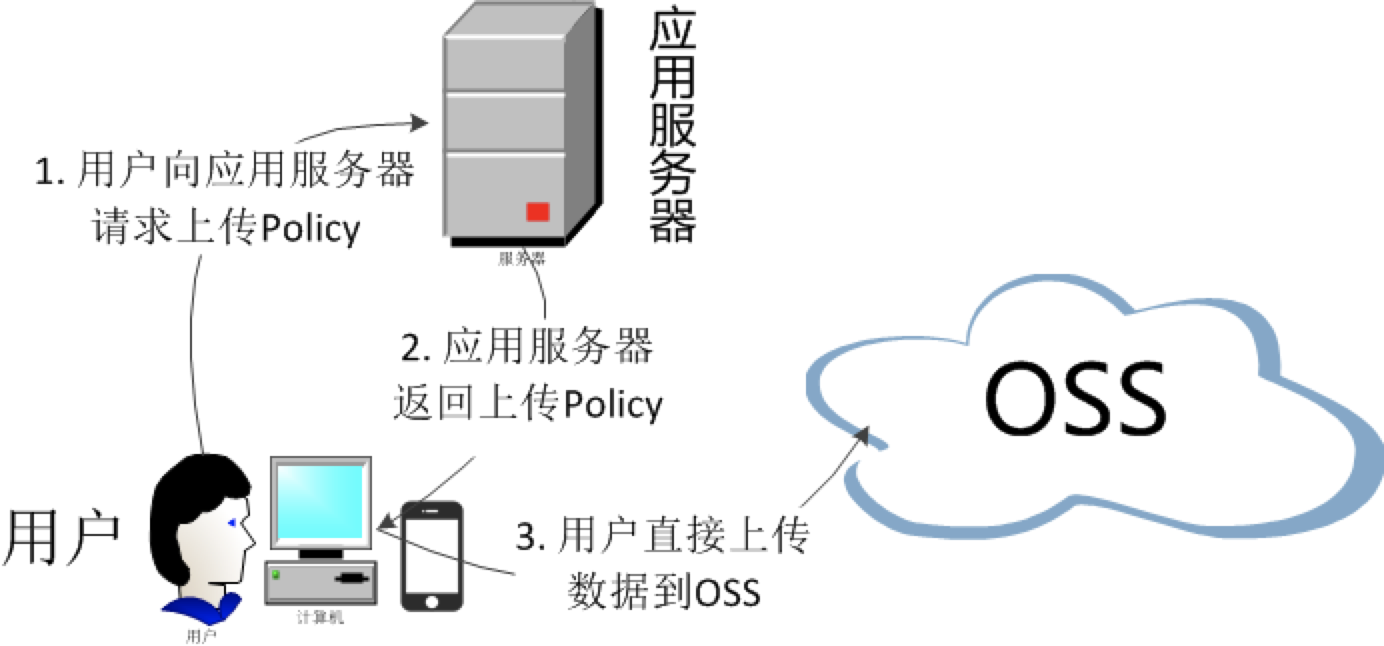 应用服务器
1. 用户向应用服务器
请求上传Policy
服务器
2. 应用服务器
返回上传Policy
OSS
用户
3. 用户直接上传
数据到OSS
计算机
用户